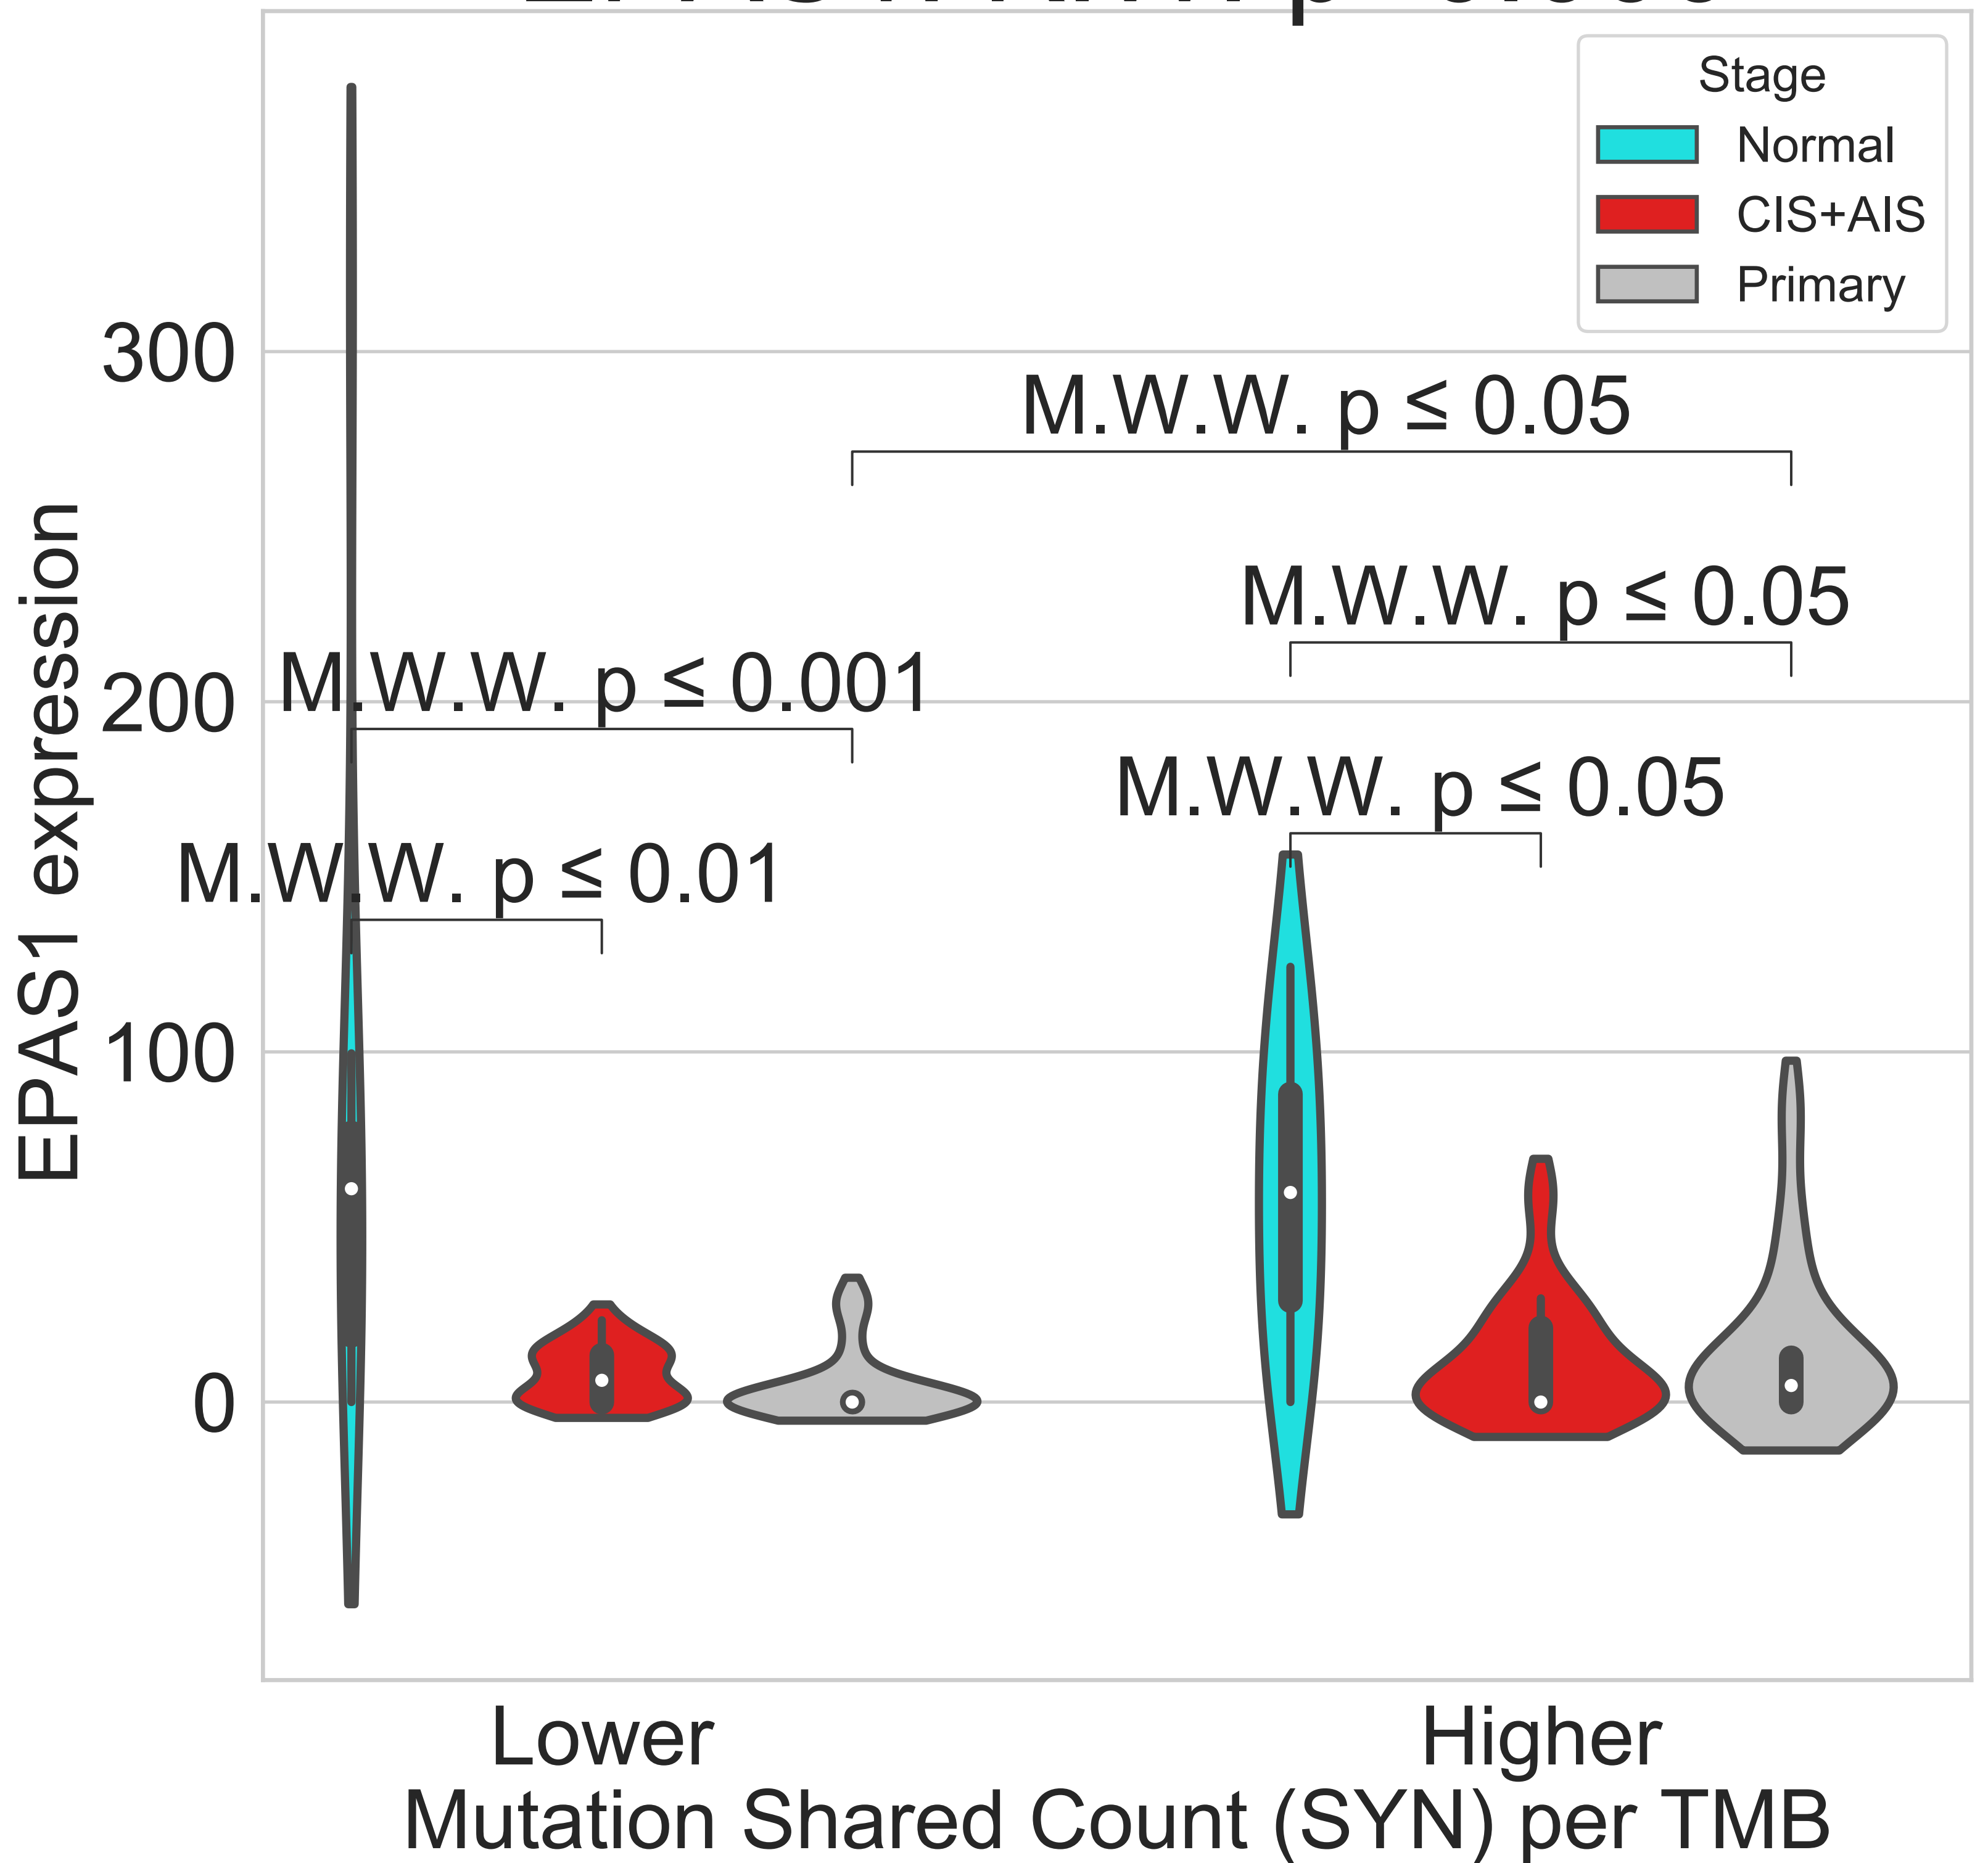 Stage
Normal
CIS+AIS
Primary
300
M.W.W. p ≤ 0.05
M.W.W. p ≤ 0.05
200
M.W.W. p ≤ 0.001
M.W.W. p ≤ 0.05
M.W.W. p ≤ 0.01
100
0
EPAS1 expression
Lower
Higher
Mutation Shared Count (SYN) per TMB